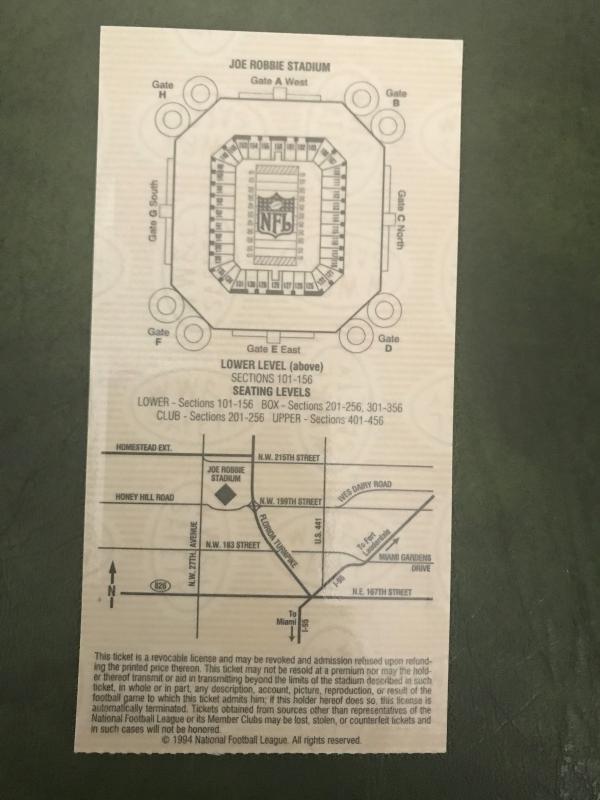 JOE ROBBIE STADIUM
Gate A West
Gate
H
Gate
B
NFL
Gate G South
Gate C North
Gate
F
Gate
D
Gate E East
LOWER LEVEL (above)
SECTIONS 101-156
SEATING LEVELS
LOWER - Sections 101-156 BOX - Sections 201-256, 301-356
CLUB - Sections 201-256 UPPER - Sections 401-456
HOMESTEAD EXT.
N.W. 215TH STREET
JOE ROBBIE
STADIUM
HONEY HILL ROAD
N.W. 199TH STREET
IVES DAIRY ROAD
N.W. 27TH. AVENUE
FLORIDA TURNPIKE
U.S. 441
N.W. 183 STREET
To Fort
Lauderdale
MIAMI GARDENS
DRIVE
I-95
N
826
N.E. 167TH STREET
To
Miami
I-95
This ticket is a revocable license and may be revoked and admission refused upon refund-
ing the printed price thereon. This ticket may not be resold at a premium nor may the hold-
er thereof transmit or aid in transmitting beyond the limits of the stadium described in such
ticket, in whole or in part, any description, account, picture, reproduction, or result of the
football game to which this ticket admits him; if this holder hereof does so, this license is
automatically terminated. Tickets obtained from sources other than representatives of the
National Football League or its Member Clubs may be lost, stolen, or counterfeit tickets and
in such cases will not be honored.
© 1994 National Football League. All rights reserved.